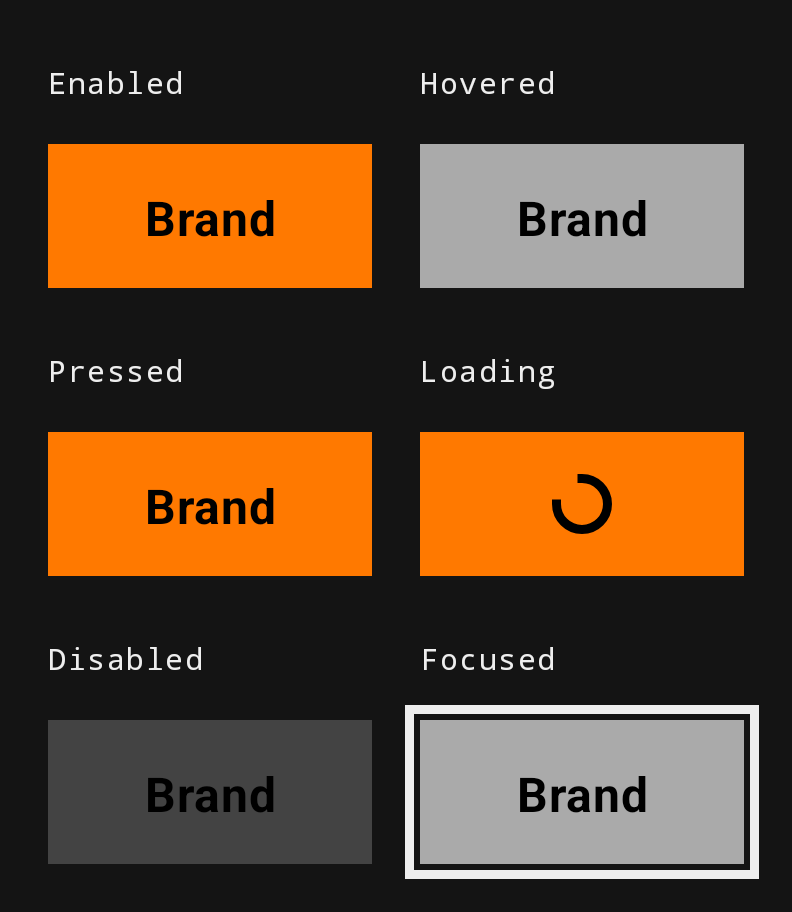 Enabled
Hovered
Brand
Brand
Pressed
Loading
Brand
Disabled
Focused
Brand
Brand